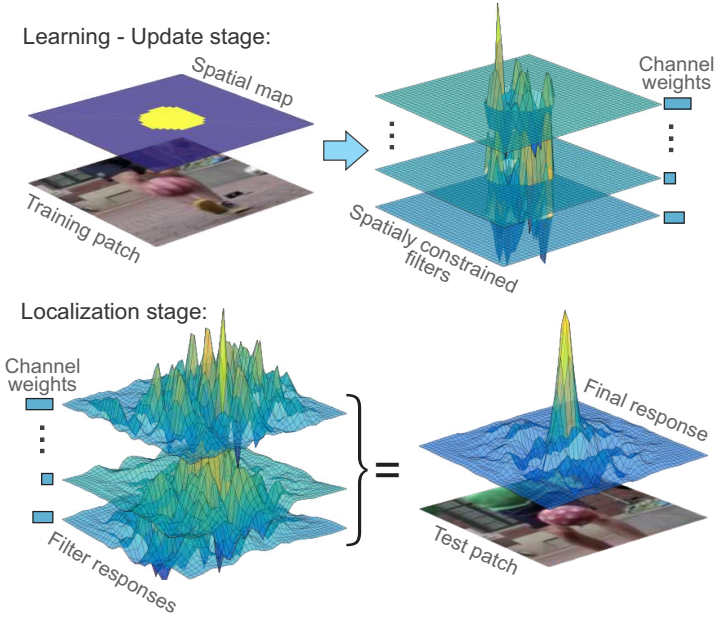 Learning - Update stage:
Spatial map
Training patch
Channel
weights
Spatialy constrained
filters
Localization stage:
Channel
weights
Filter responses
=
Final response
Test patch